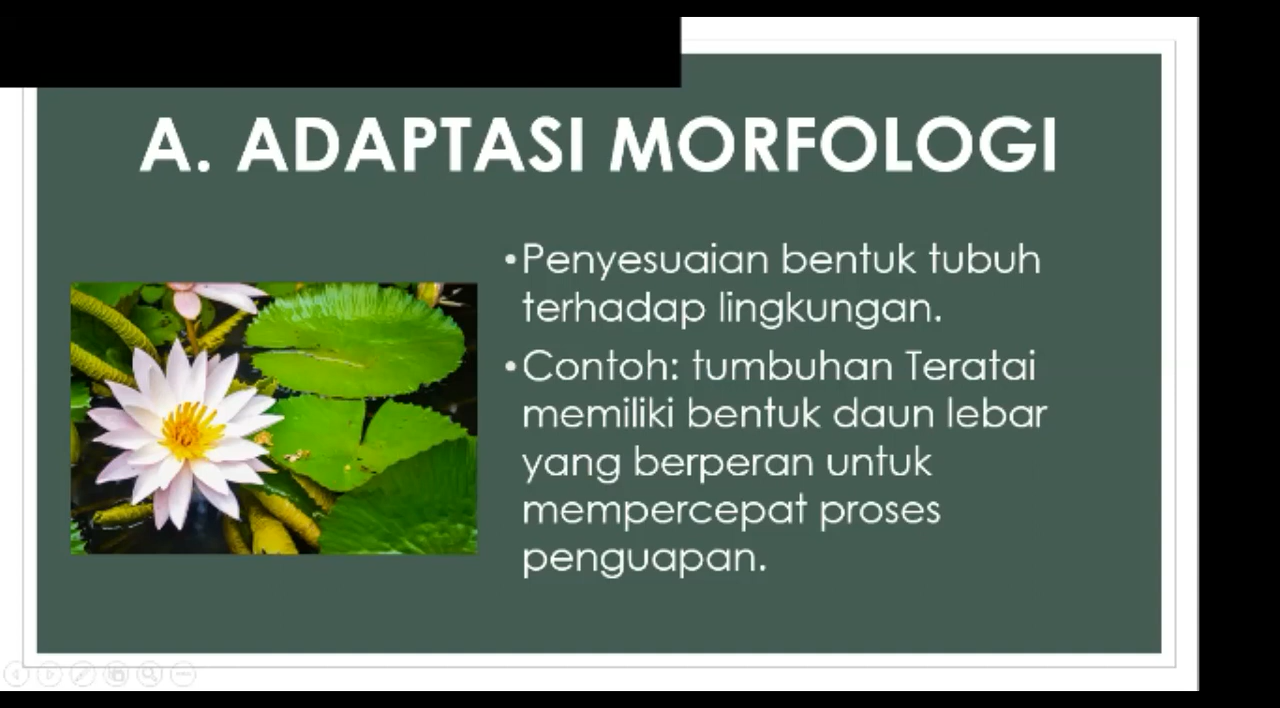 A. ADAPTASI MORFOLOGI
•Penyesuaian bentuk tubuh
terhadap lingkungan.
•Contoh: tumbuhan Teratai
memiliki bentuk daun lebar
yang berperan untuk
mempercepat proses
penguapan.